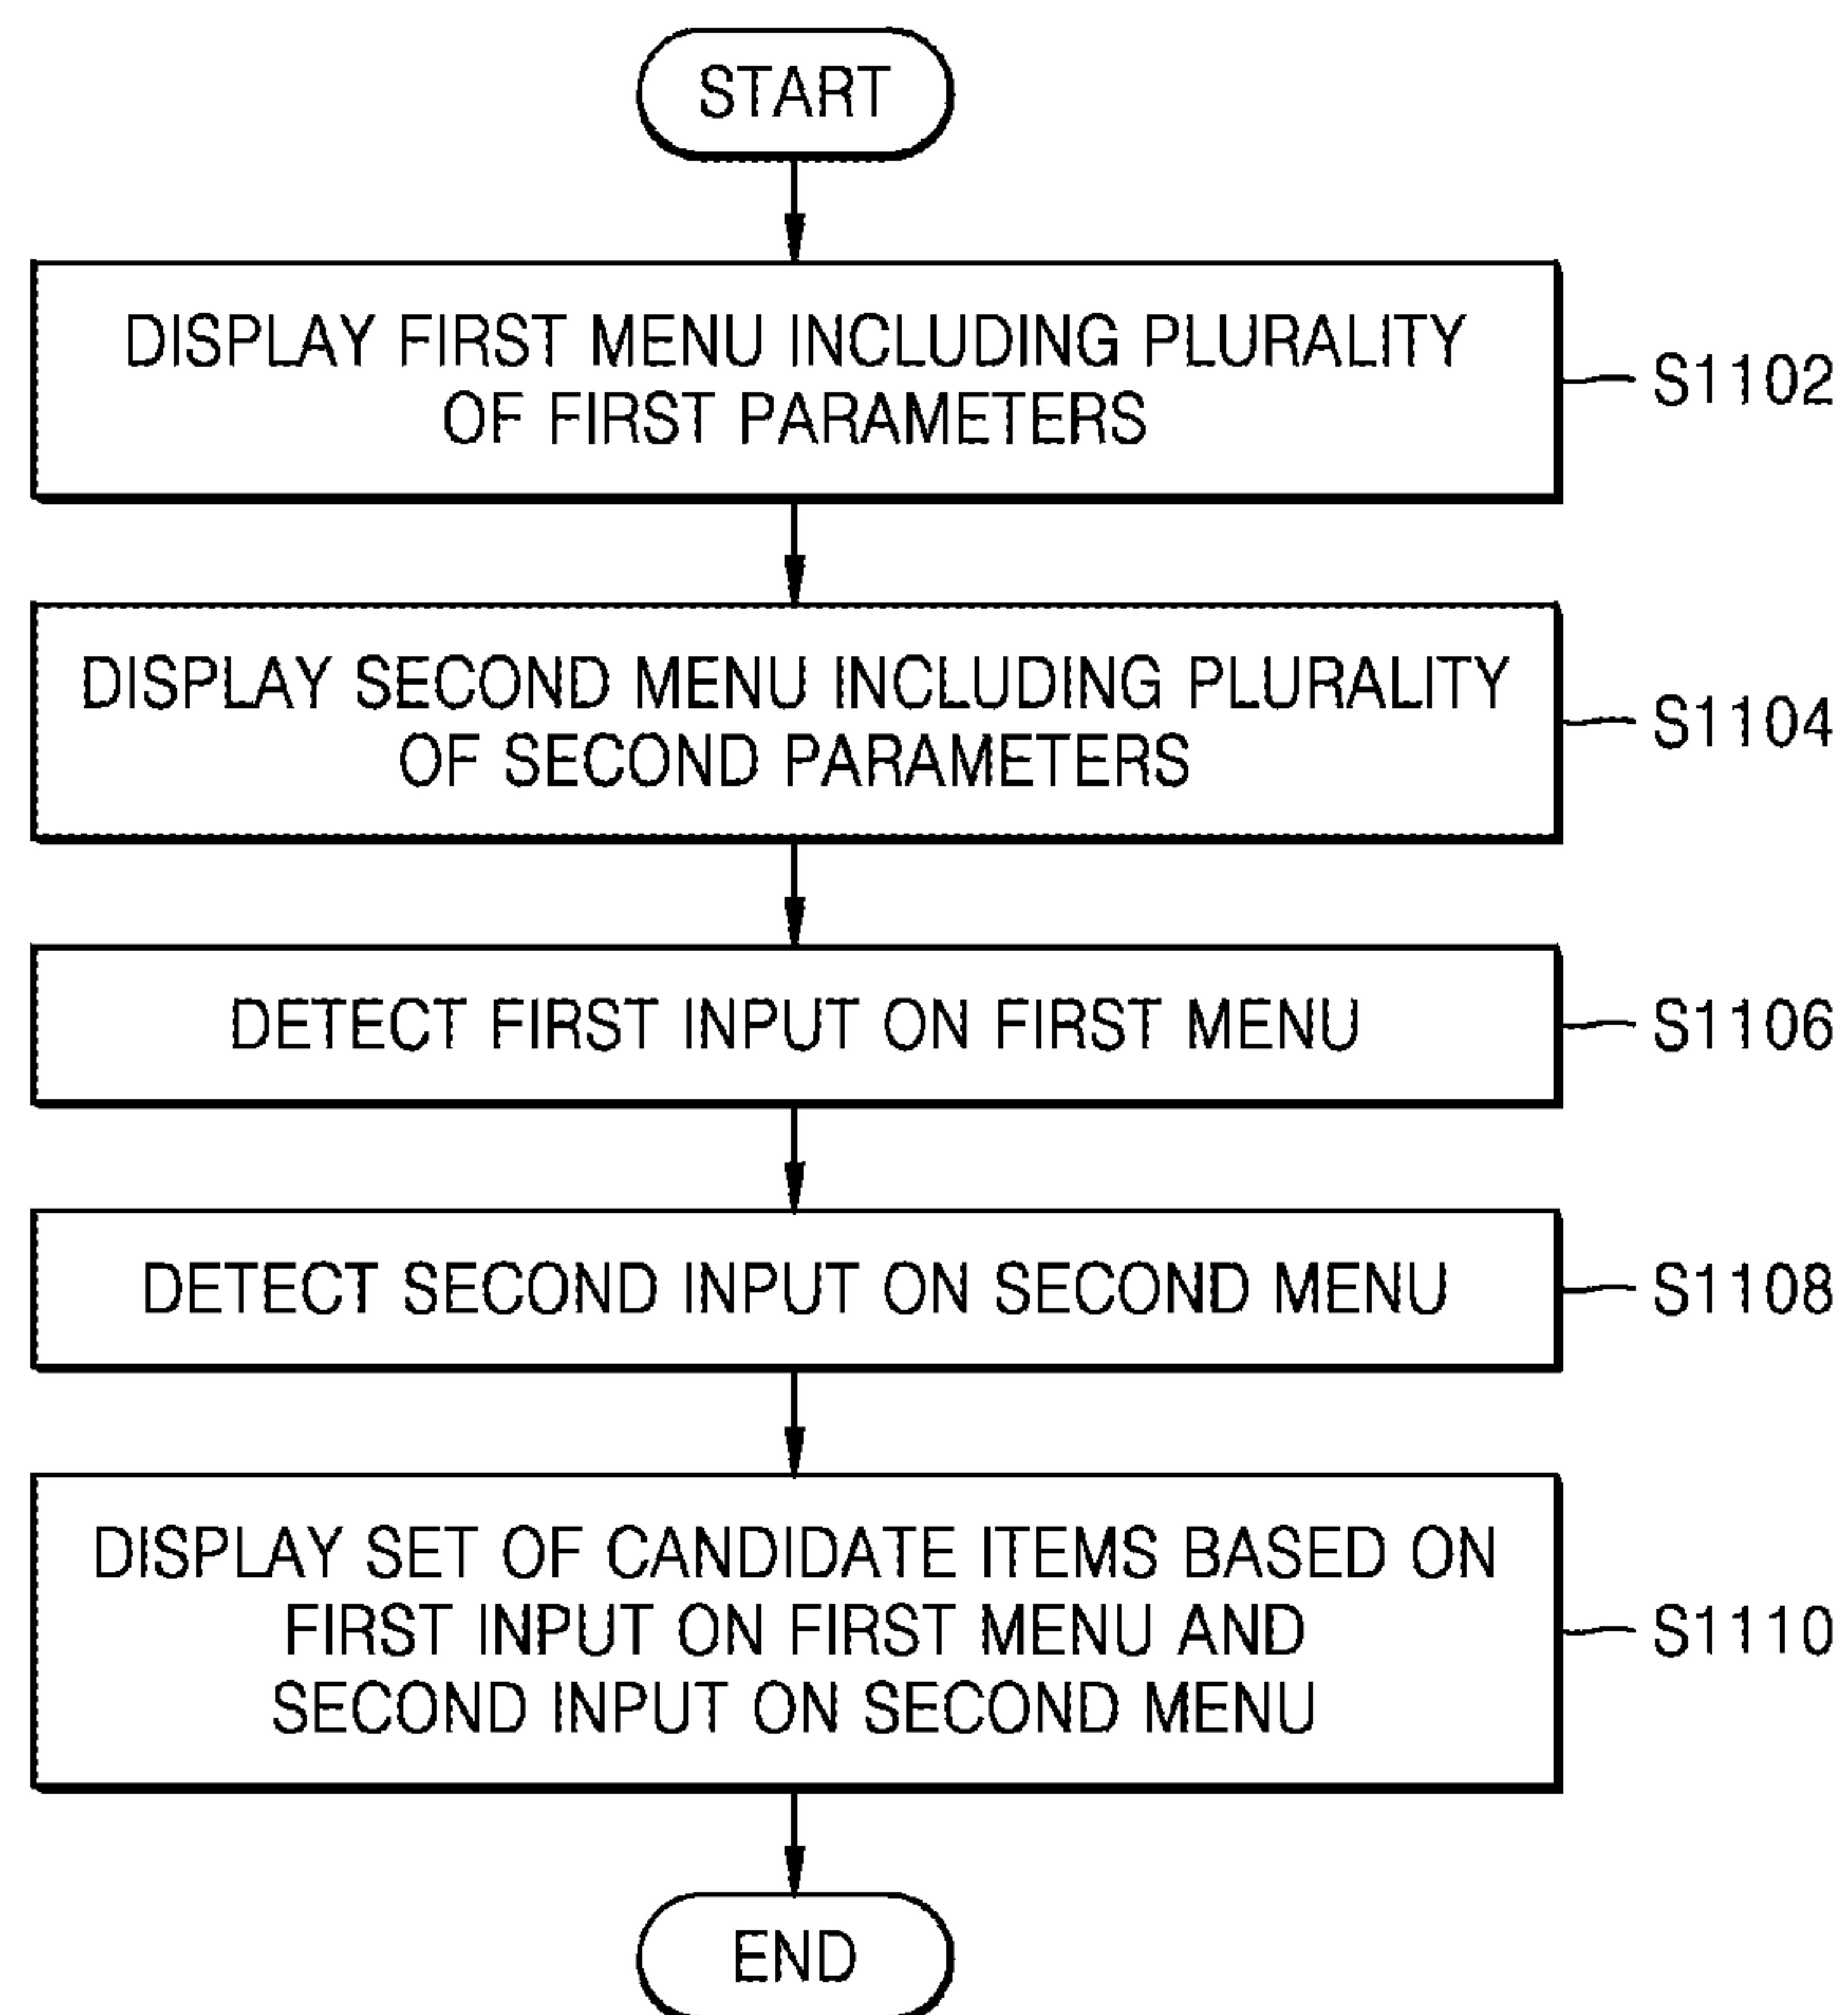 START
DISPLAY FIRST MENU INCLUDING PLURALITY
OF FIRST PARAMETERS
S1102
DISPLAY SECOND MENU INCLUDING PLURALITY
OF SECOND PARAMETERS
S1104
DETECT FIRST INPUT ON FIRST MENU
S1106
DETECT SECOND INPUT ON SECOND MENU
S1108
DISPLAY SET OF CANDIDATE ITEMS BASED ON
FIRST INPUT ON FIRST MENU AND
SECOND INPUT ON SECOND MENU
S1110
END